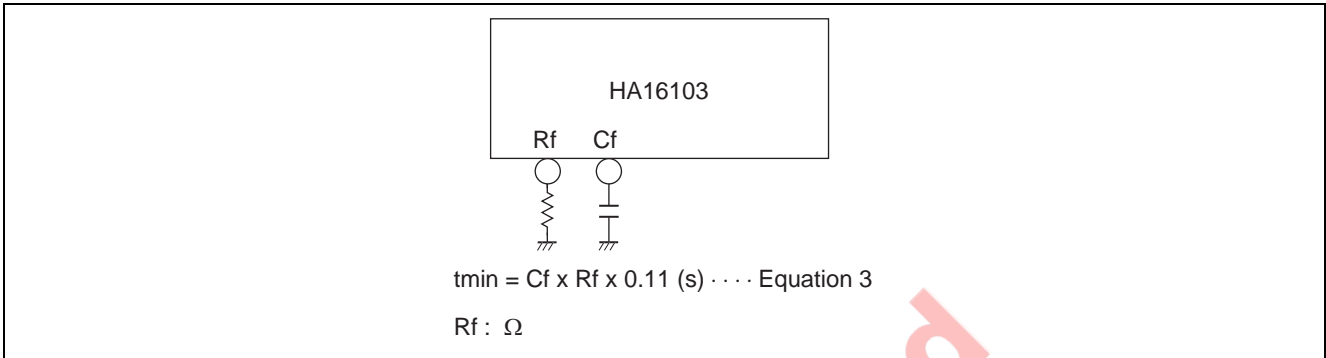 HA16103
Rf Cf
tmin = Cf x Rf x 0.11 (s) ‧ ‧ ‧ ‧ Equation 3
Rf : Ω